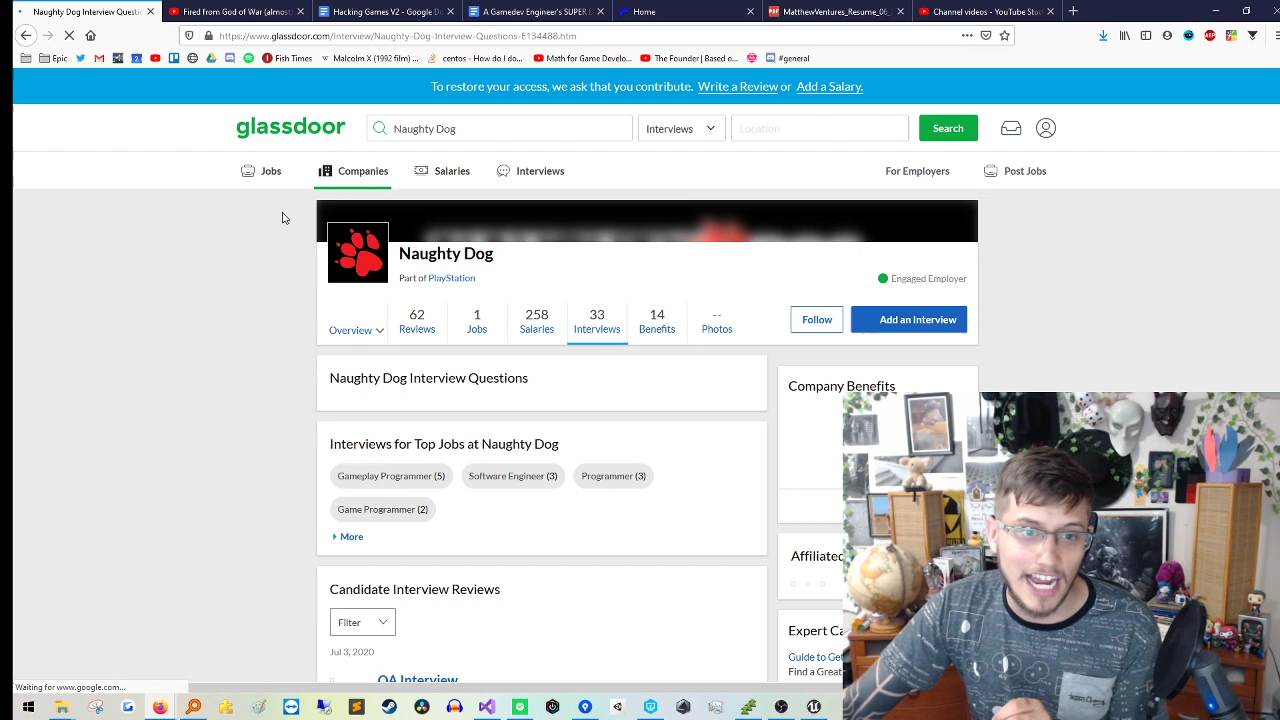 Naughty Dog Interview Questi
Fired from God of War (almost)
Hacking Games V2 - Google D
A Gamedev Engineer's SUPER E
Home
MatthewVentures_Resume_06_
Channel videos - YouTube Stud
https://www.glassdoor.com/Interview/Naughty-Dog-Interview-Questions-E134488.htm
Epic
Fish Times
Malcolm X (1992 film) ...
centos - How do I do...
Math for Game Develo...
The Founder | Based o...
#general
To restore your access, we ask that you contribute. Write a Review or Add a Salary.
glassdoor
Naughty Dog
Interviews
Location
Search
Jobs
Companies
Salaries
Interviews
For Employers
Post Jobs
Naughty Dog
Part of PlayStation
Engaged Employer
Overview
62 Reviews
1 Jobs
258 Salaries
33 Interviews
14 Benefits
-- Photos
Follow
Add an Interview
Naughty Dog Interview Questions
Company Benefits
Interviews for Top Jobs at Naughty Dog
Gameplay Programmer (5)
Software Engineer (3)
Programmer (3)
Game Programmer (2)
More
Affiliated
Candidate Interview Reviews
Filter
Expert Ca
Jul 3, 2020
Guide to Get
Find a Great
QA Interview
Waiting for www.google.com...